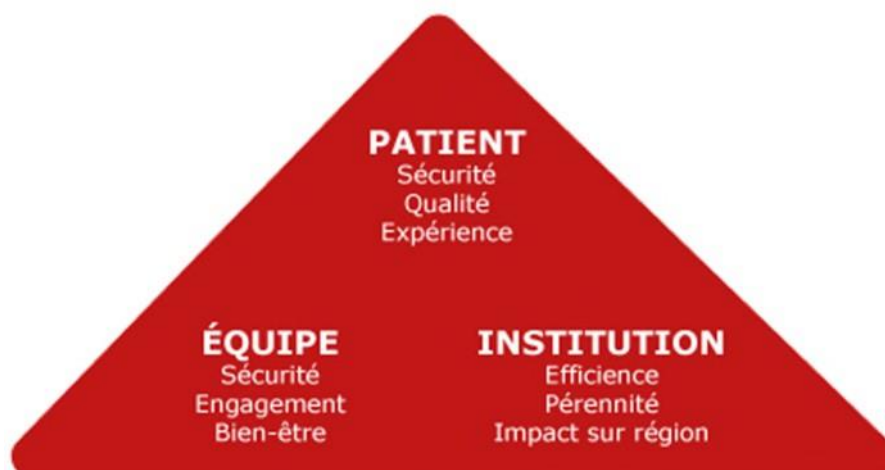 PATIENT
Sécurité
Qualité
Expérience
ÉQUIPE
Sécurité
Engagement
Bien-être
INSTITUTION
Efficience
Pérennité
Impact sur région